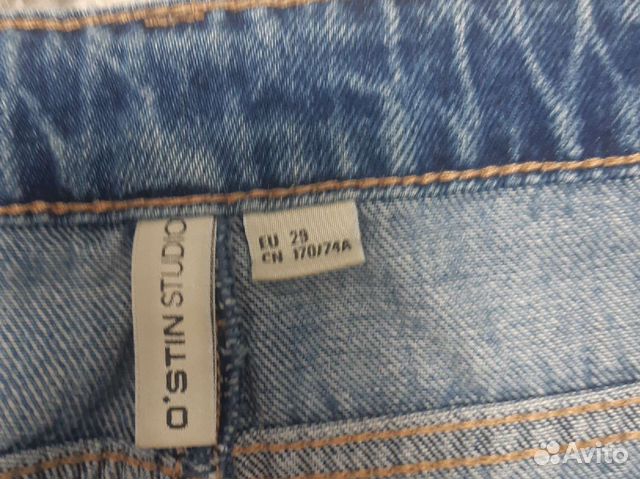 O'STIN STUDIO
EU 29
CN 170/74A
Avito